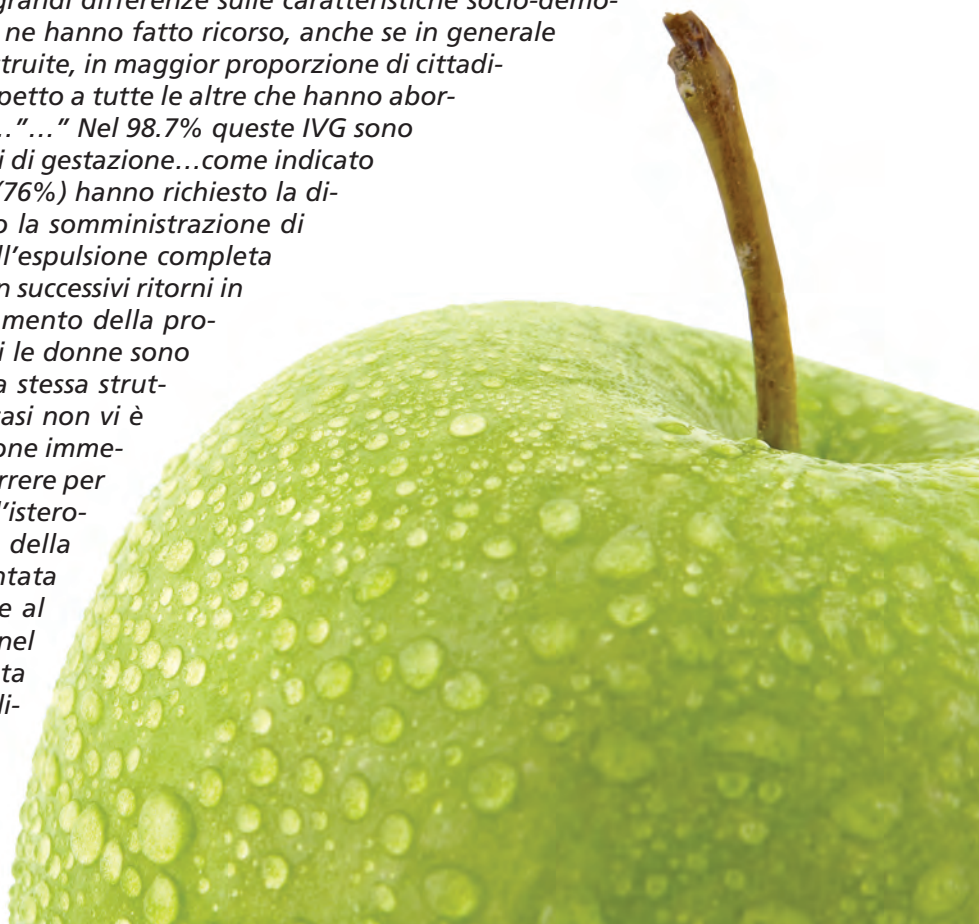 grandi differenze sulle caratteristiche socio-demo-
ne hanno fatto ricorso, anche se in generale
truite, in maggior proporzione di cittadi-
petto a tutte le altre che hanno abor-
..”…” Nel 98.7% queste IVG sono
i di gestazione…come indicato
(76%) hanno richiesto la di-
o la somministrazione di
ll’espulsione completa
n successivi ritorni in
mento della pro-
i le donne sono
a stessa strut-
asi non vi è
one imme-
rrere per
l’istero-
della
ntata
e al
nel
ta
li-